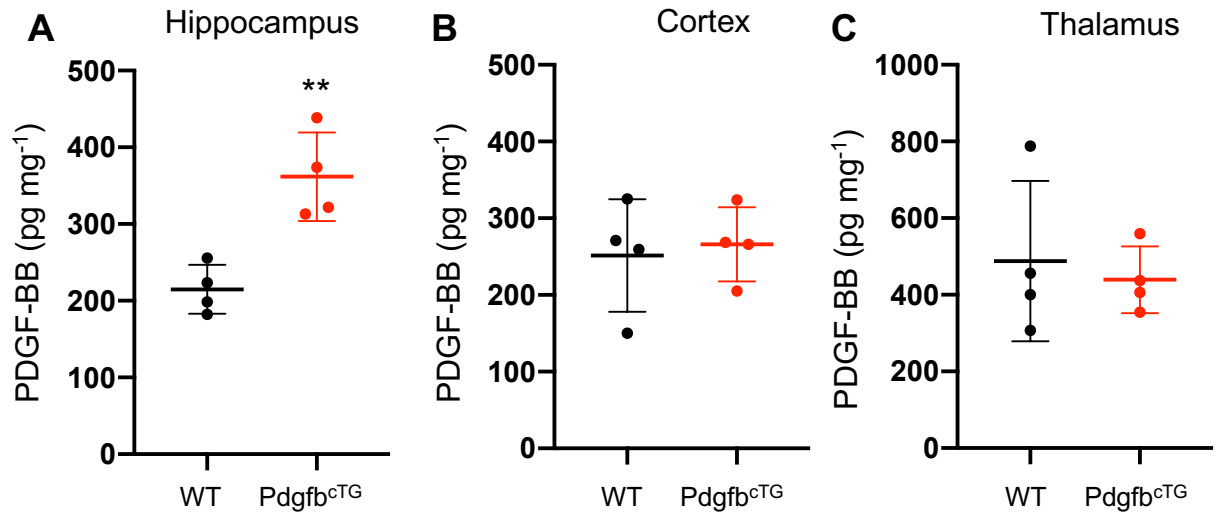 A Hippocampus
PDGF-BB (pg mg-1)
500
400
300
200
100
0
**
WT PdgfbcTG
B Cortex
PDGF-BB (pg mg-1)
500
400
300
200
100
0
WT PdgfbcTG
C Thalamus
PDGF-BB (pg mg-1)
1000
800
600
400
200
0
WT PdgfbcTG